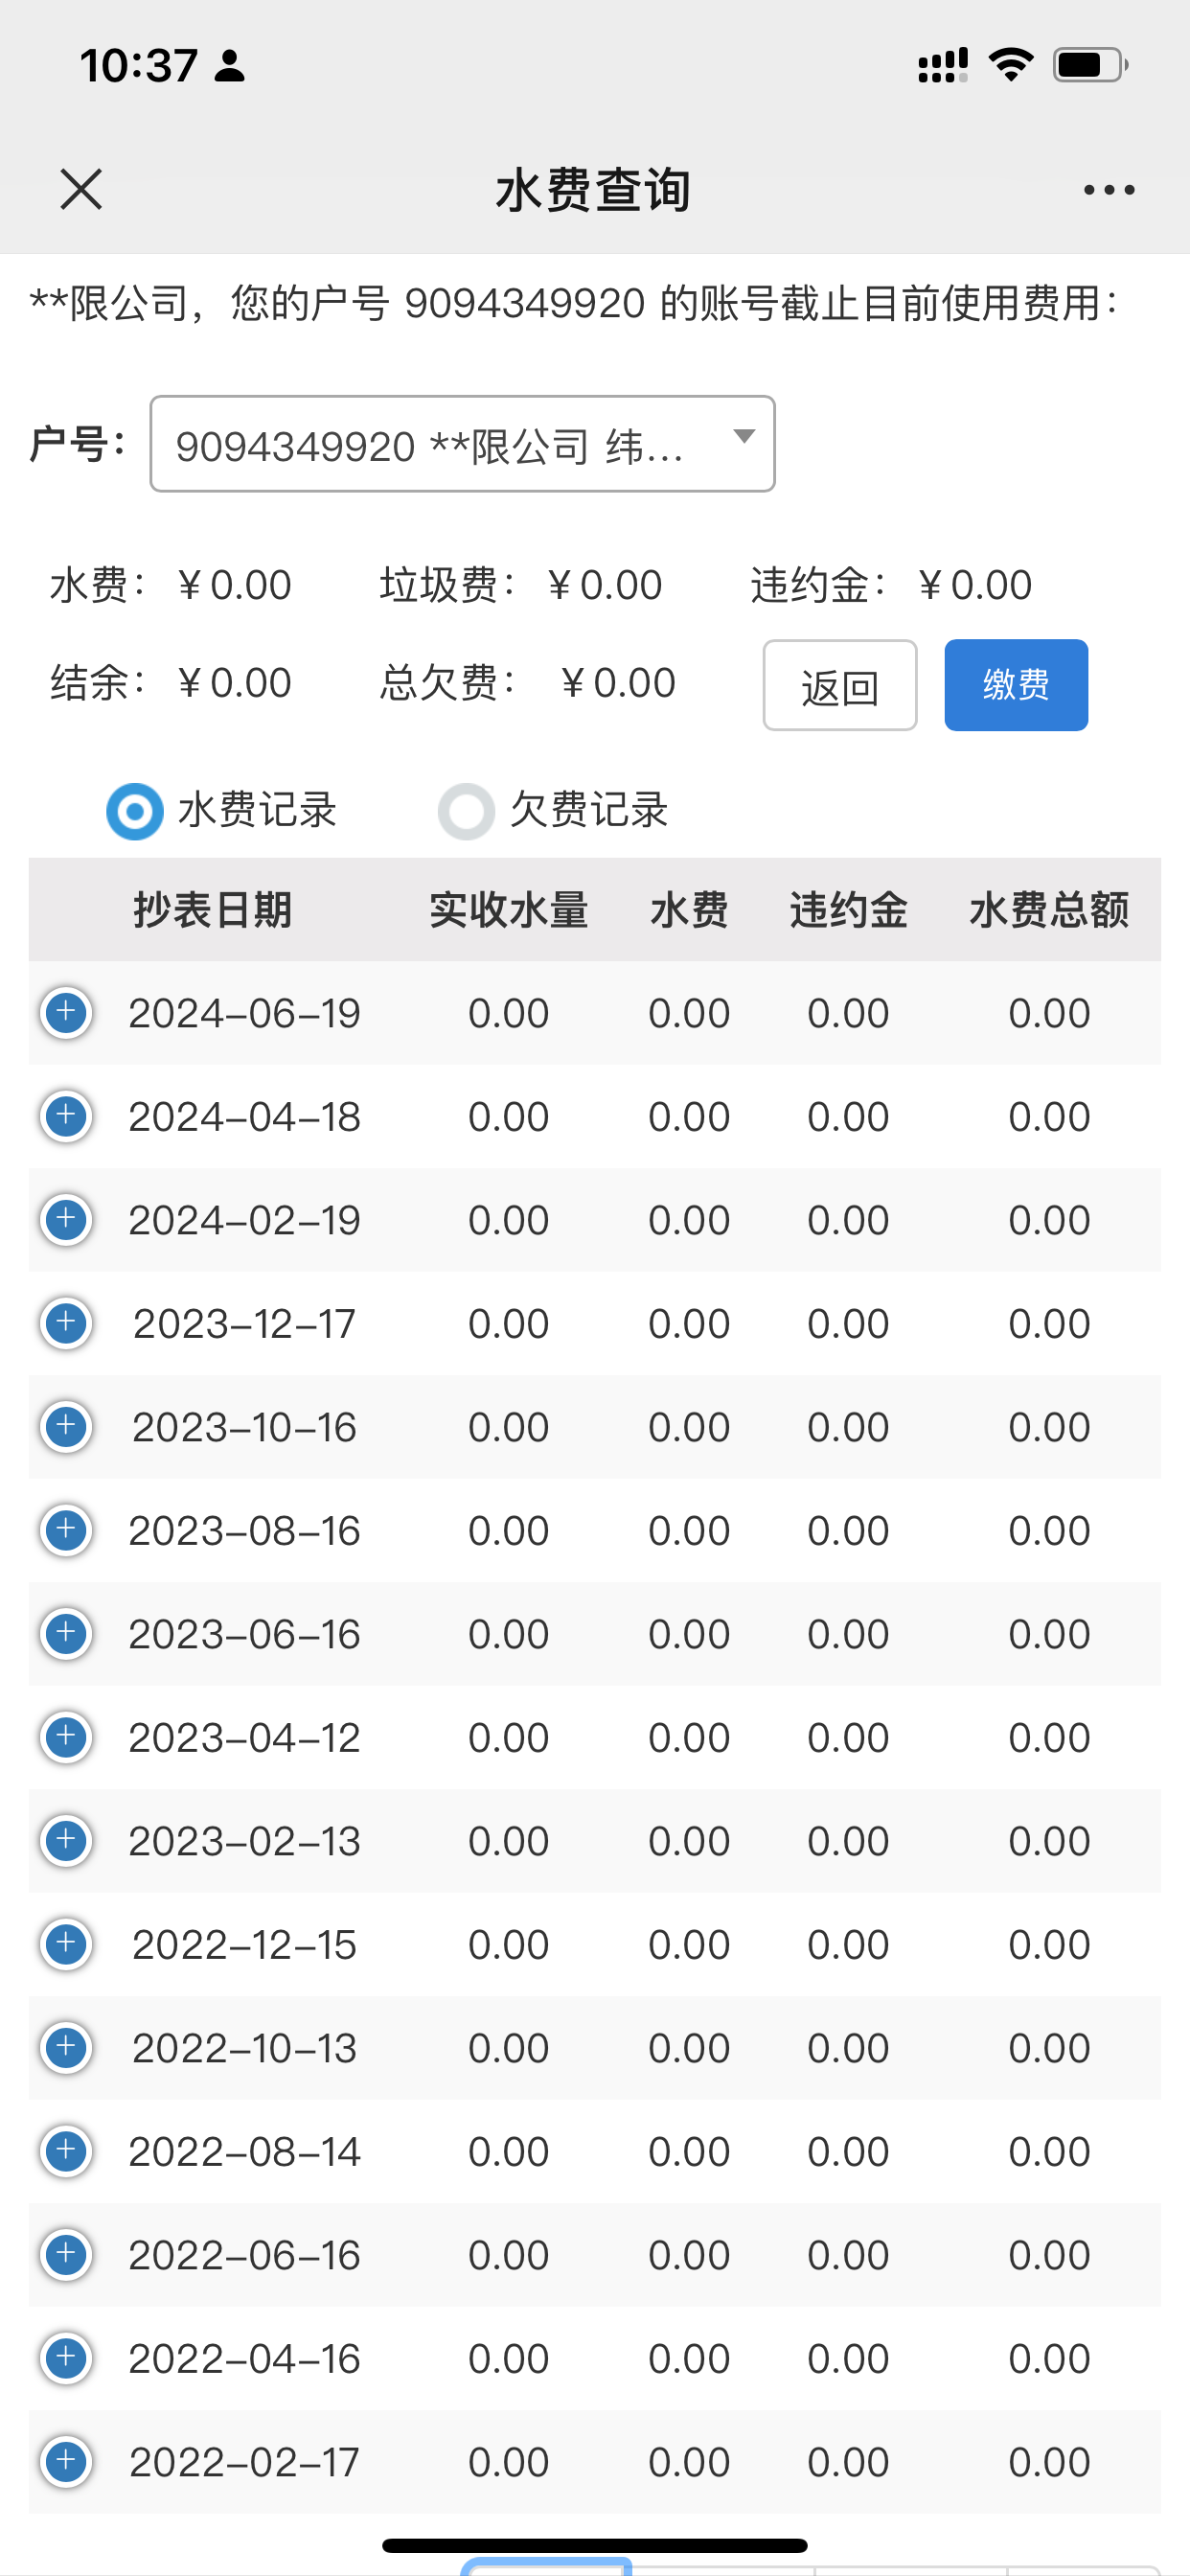 10:37
水费查询
**限公司，您的户号 9094349920 的账号截止目前使用费用：
户号： 9094349920 **限公司 纬...
水费： ¥0.00 垃圾费： ¥0.00 违约金： ¥0.00
结余： ¥0.00 总欠费： ¥0.00 返回 缴费
水费记录 欠费记录
抄表日期 实收水量 水费 违约金 水费总额
2024-06-19 0.00 0.00 0.00 0.00
2024-04-18 0.00 0.00 0.00 0.00
2024-02-19 0.00 0.00 0.00 0.00
2023-12-17 0.00 0.00 0.00 0.00
2023-10-16 0.00 0.00 0.00 0.00
2023-08-16 0.00 0.00 0.00 0.00
2023-06-16 0.00 0.00 0.00 0.00
2023-04-12 0.00 0.00 0.00 0.00
2023-02-13 0.00 0.00 0.00 0.00
2022-12-15 0.00 0.00 0.00 0.00
2022-10-13 0.00 0.00 0.00 0.00
2022-08-14 0.00 0.00 0.00 0.00
2022-06-16 0.00 0.00 0.00 0.00
2022-04-16 0.00 0.00 0.00 0.00
2022-02-17 0.00 0.00 0.00 0.00